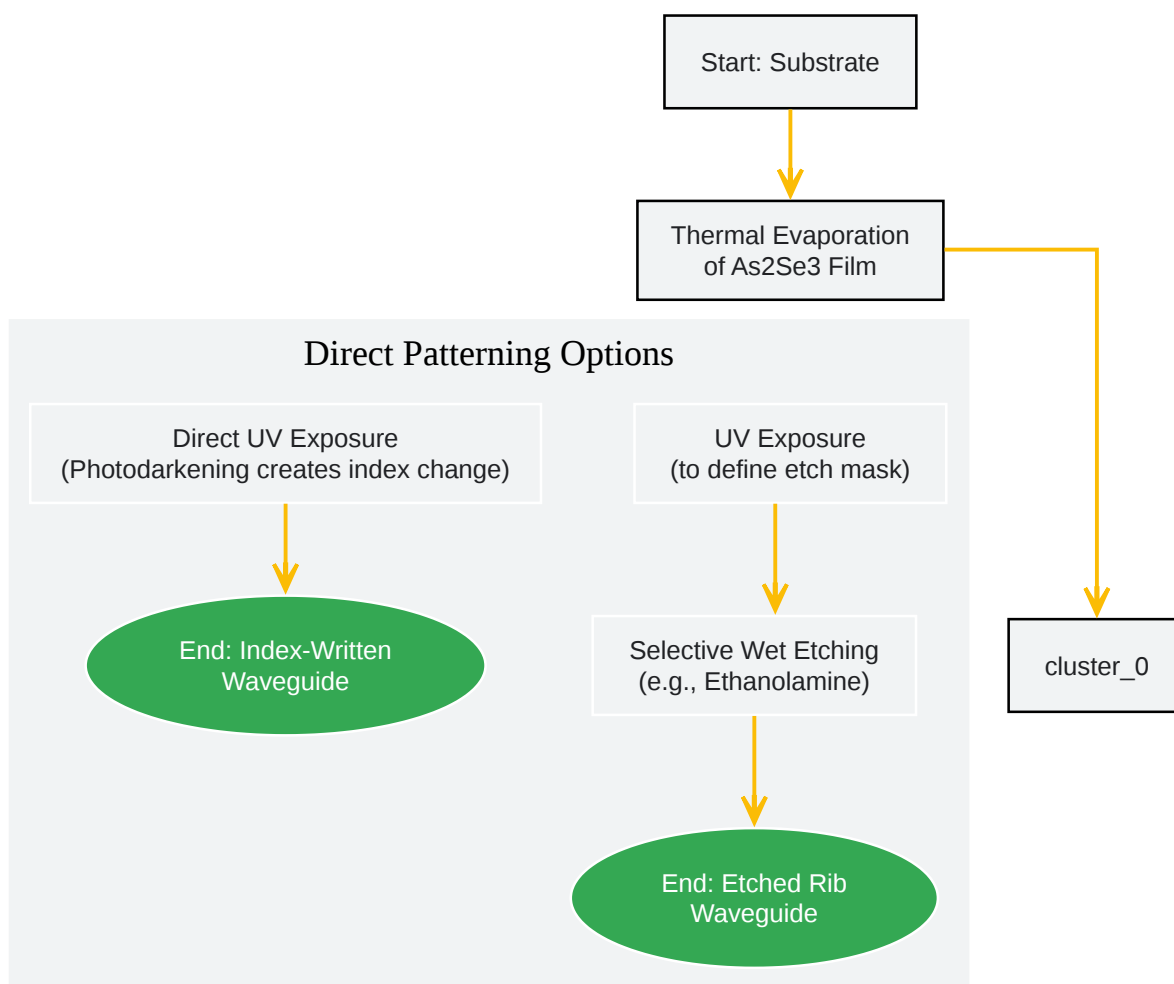 Start: Substrate
Thermal Evaporation
of As2Se3 Film
Direct Patterning Options
Direct UV Exposure
(Photodarkening creates index change)
UV Exposure
(to define etch mask)
End: Index-Written
Waveguide
Selective Wet Etching
(e.g., Ethanolamine)
cluster_0
End: Etched Rib
Waveguide